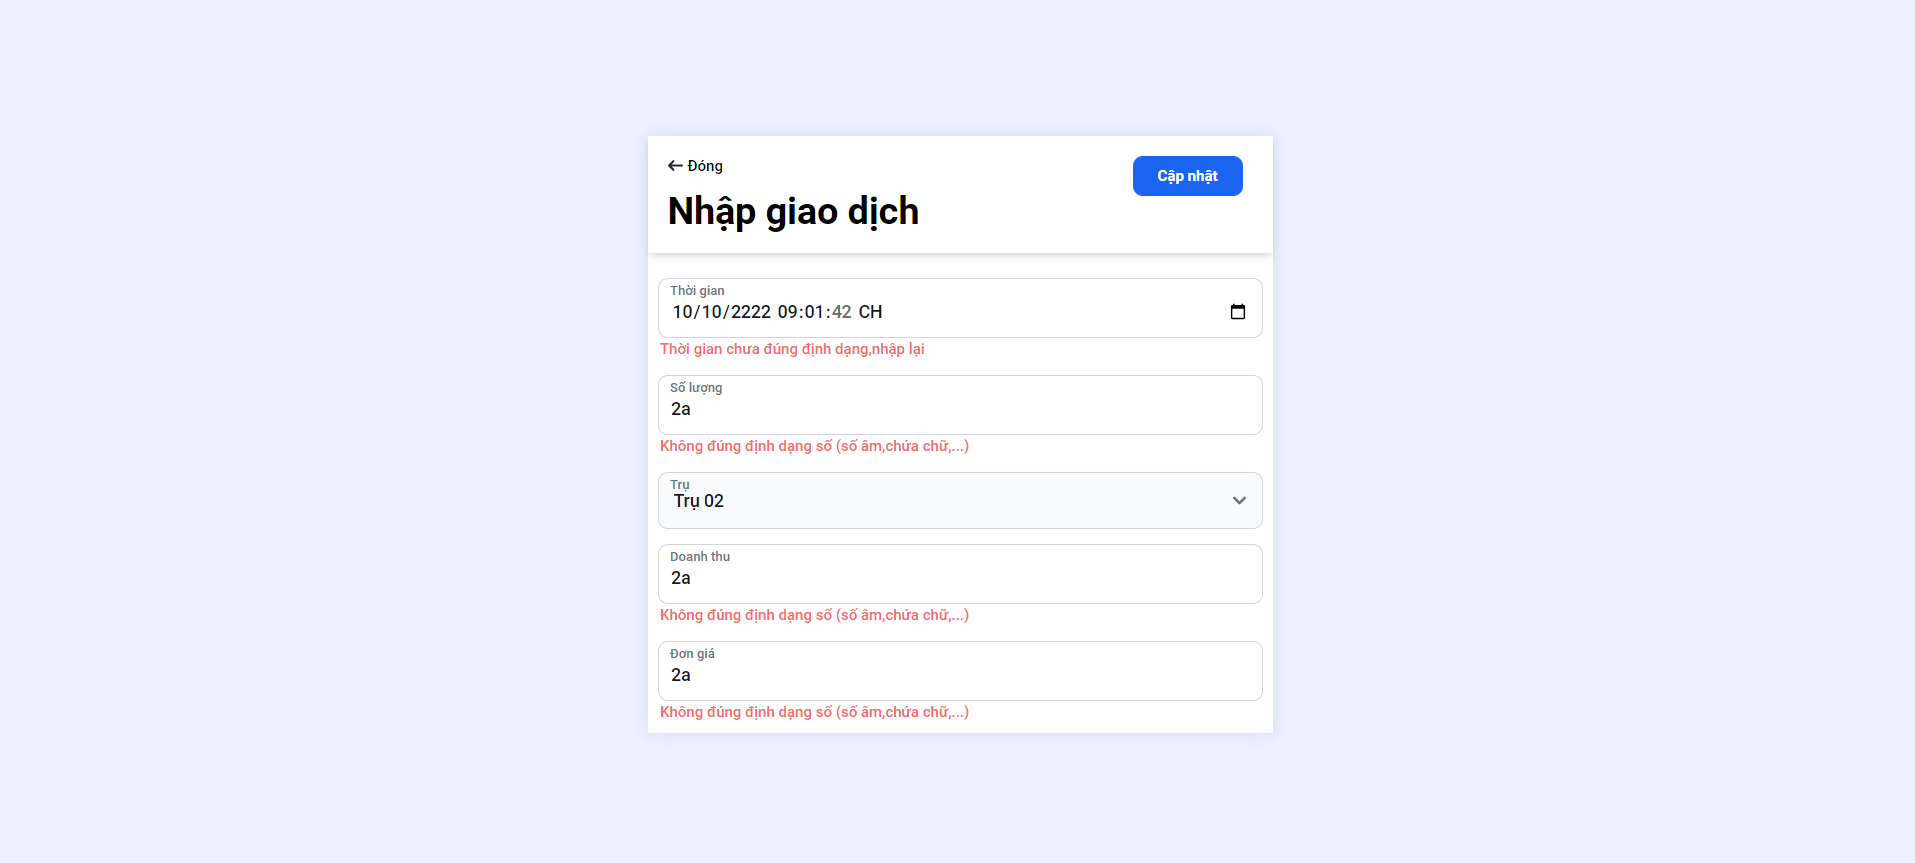 Đóng
Cập nhật
Nhập giao dịch
Thời gian
10/10/2222 09:01:42 CH
Thời gian chưa đúng định dạng,nhập lại
Số lượng
2a
Không đúng định dạng số (số âm,chứa chữ,...)
Trụ
Trụ 02
Doanh thu
2a
Không đúng định dạng số (số âm,chứa chữ,...)
Đơn giá
2a
Không đúng định dạng số (số âm,chứa chữ,...)